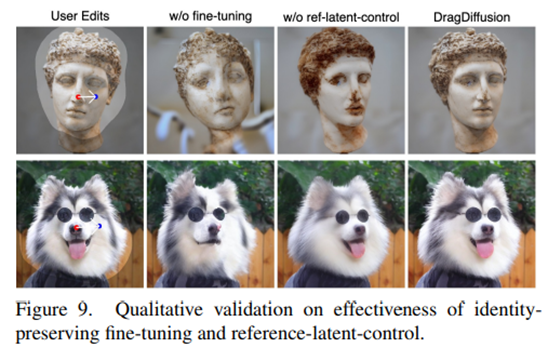 User Edits
w/o fine-tuning
w/o ref-latent-control
DragDiffusion
Figure 9. Qualitative validation on effectiveness of identity-
preserving fine-tuning and reference-latent-control.